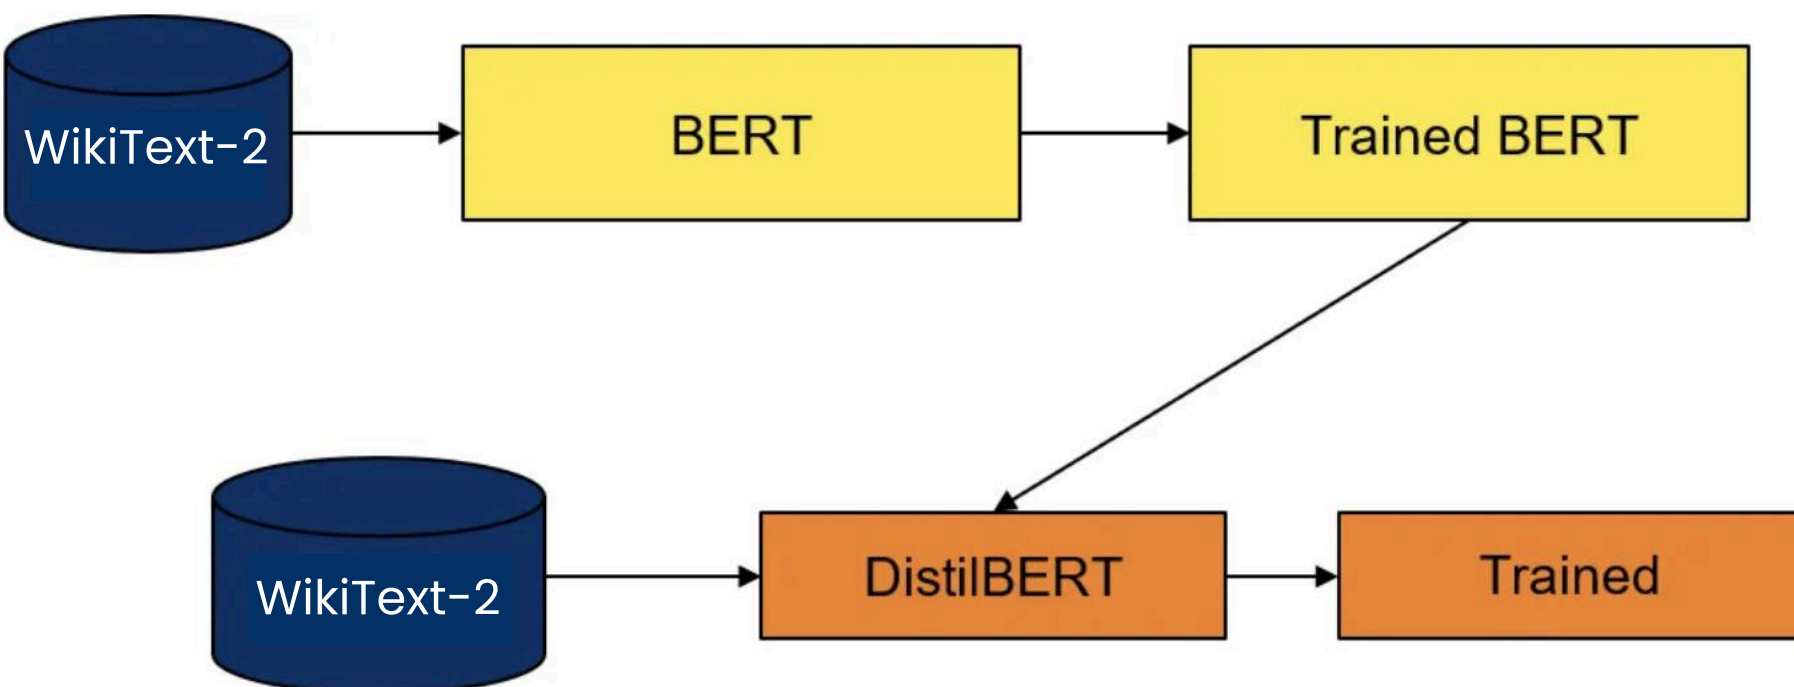 WikiText-2
BERT
Trained BERT
WikiText-2
DistilBERT
Trained